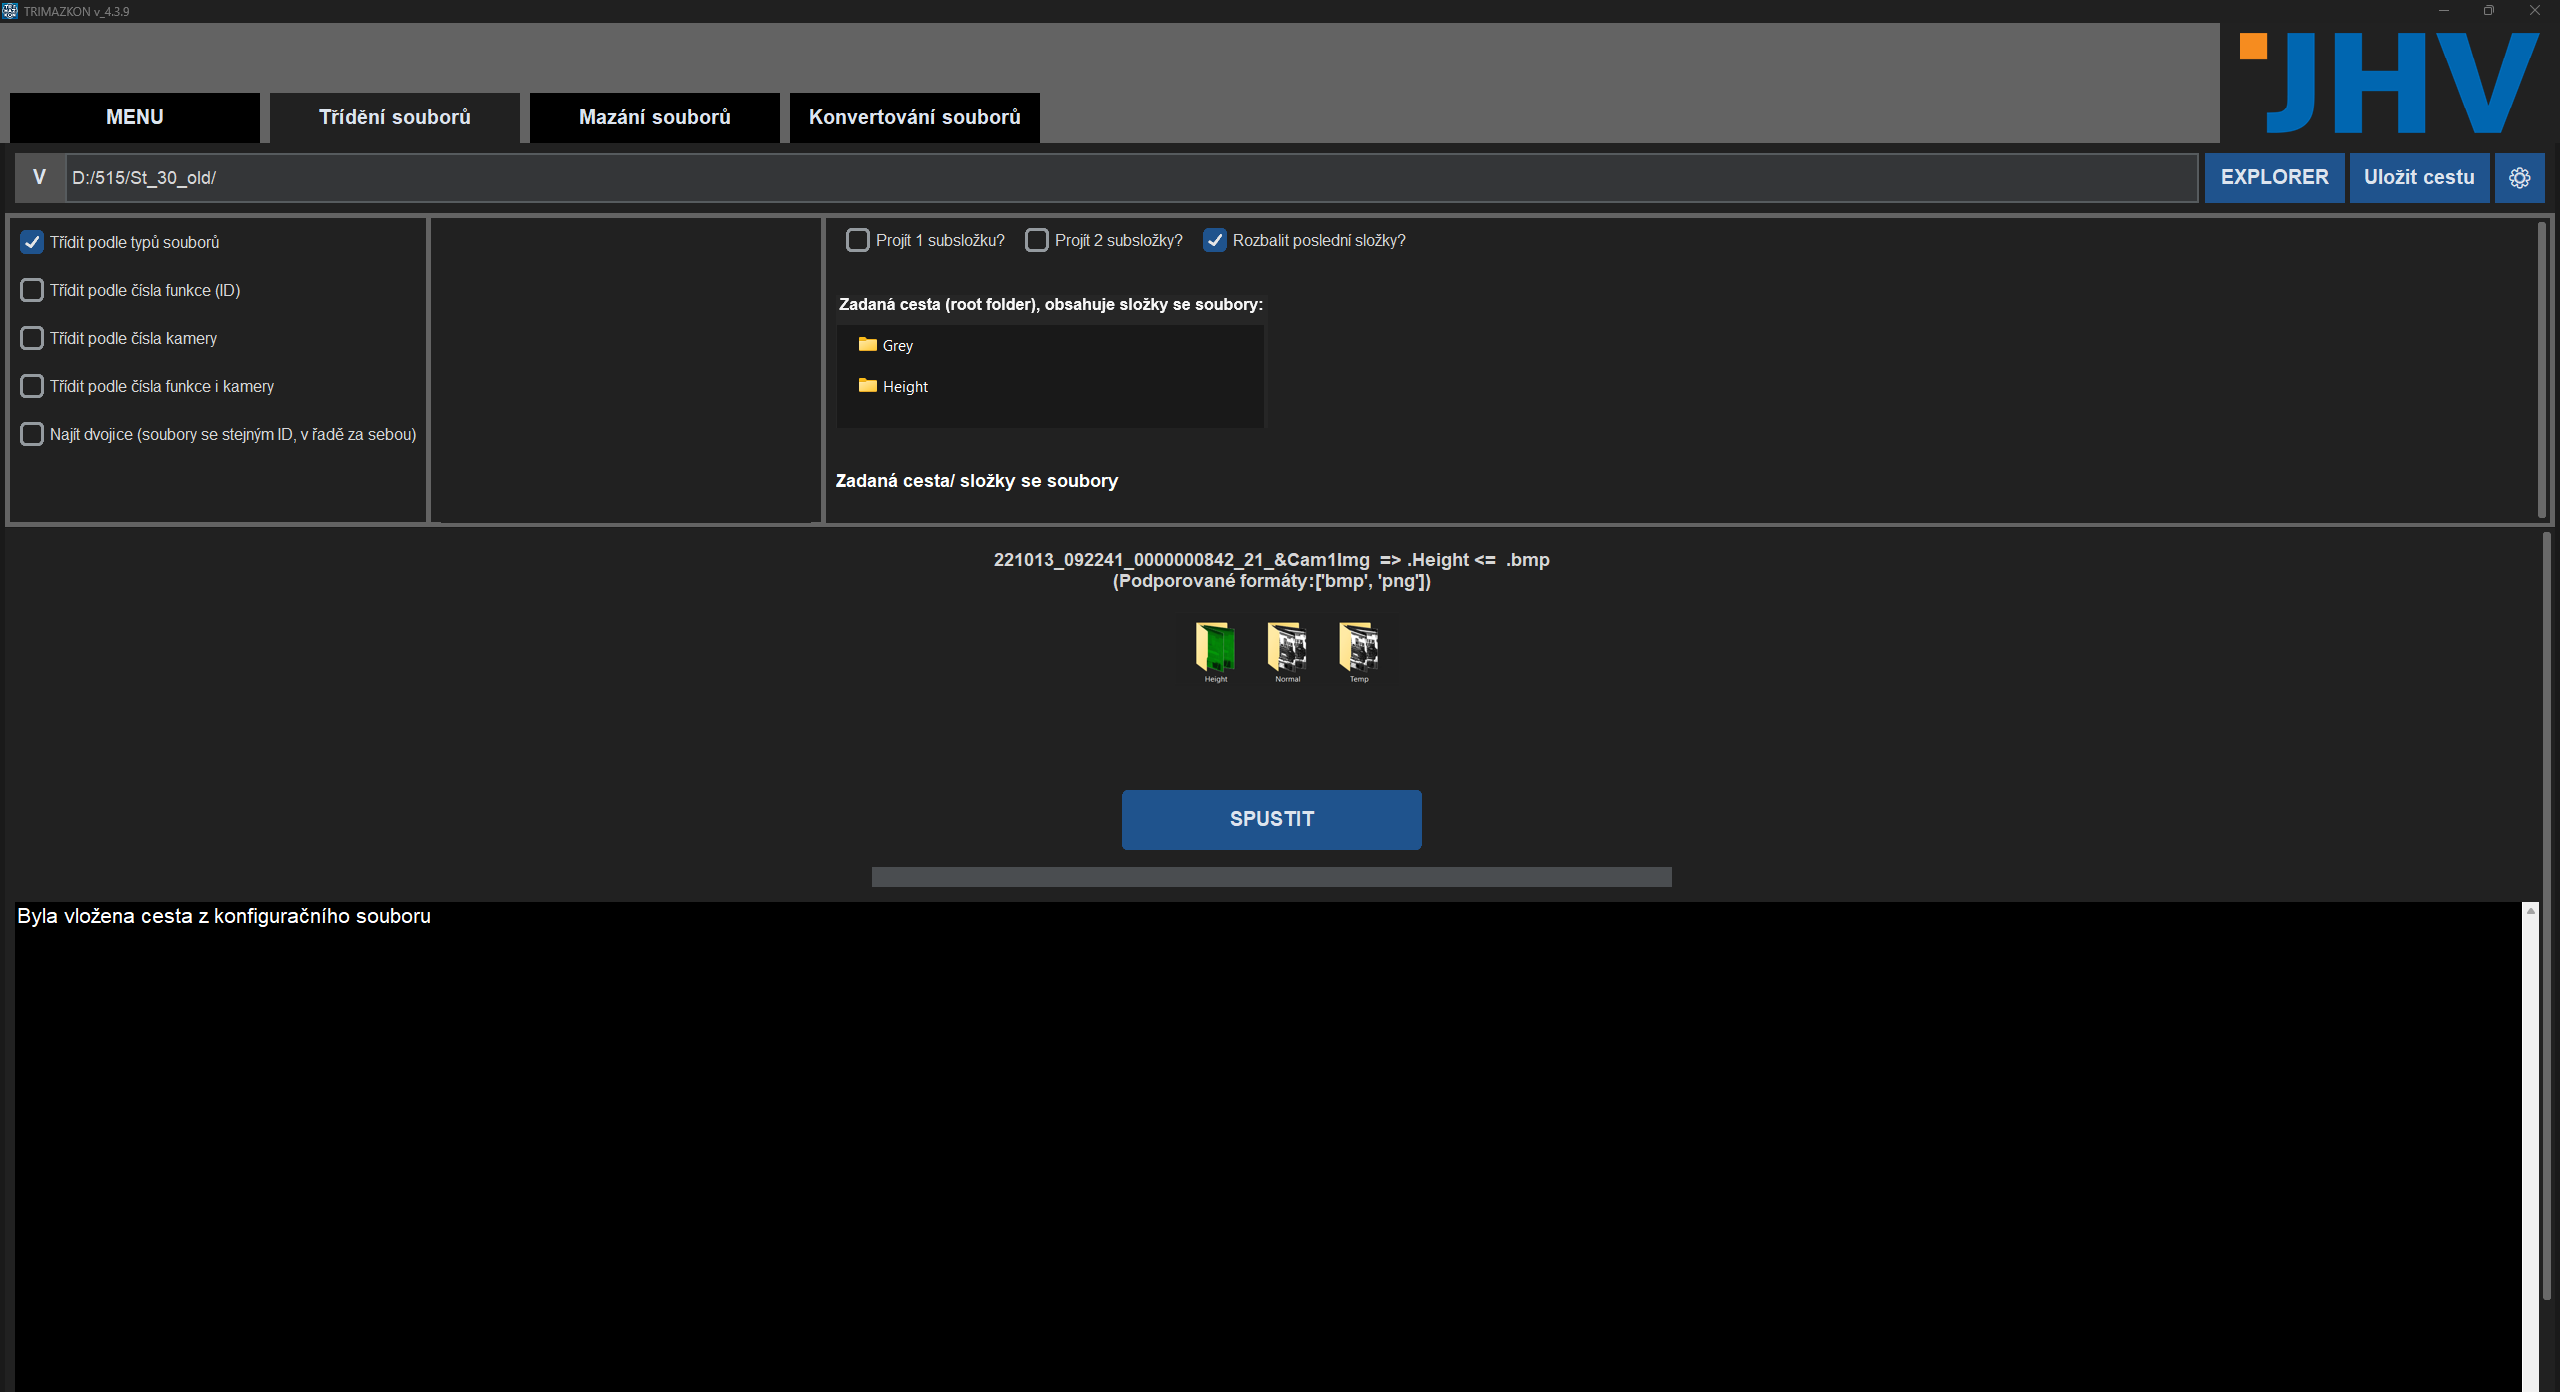 TRIMAZKON v_4.3.9
JHV
MENU
Třídění souborů
Mazání souborů
Konvertování souborů
V
D:/515/St_30_old/
EXPLORER
Uložit cestu
Třídit podle typů souborů
Třídit podle čísla funkce (ID)
Třídit podle čísla kamery
Třídit podle čísla funkce i kamery
Najít dvojice (soubory se stejným ID, v řadě za sebou)
Projít 1 subsložku?
Projít 2 subsložky?
Rozbalit poslední složky?
Zadaná cesta (root folder), obsahuje složky se soubory:
Grey
Height
Zadaná cesta/ složky se soubory
221013_092241_0000000842_21_&Cam1Img => .Height <= .bmp
(Podporované formáty:['bmp', 'png'])
Height
Normal
Temp
SPUSTIT
Byla vložena cesta z konfiguračního souboru